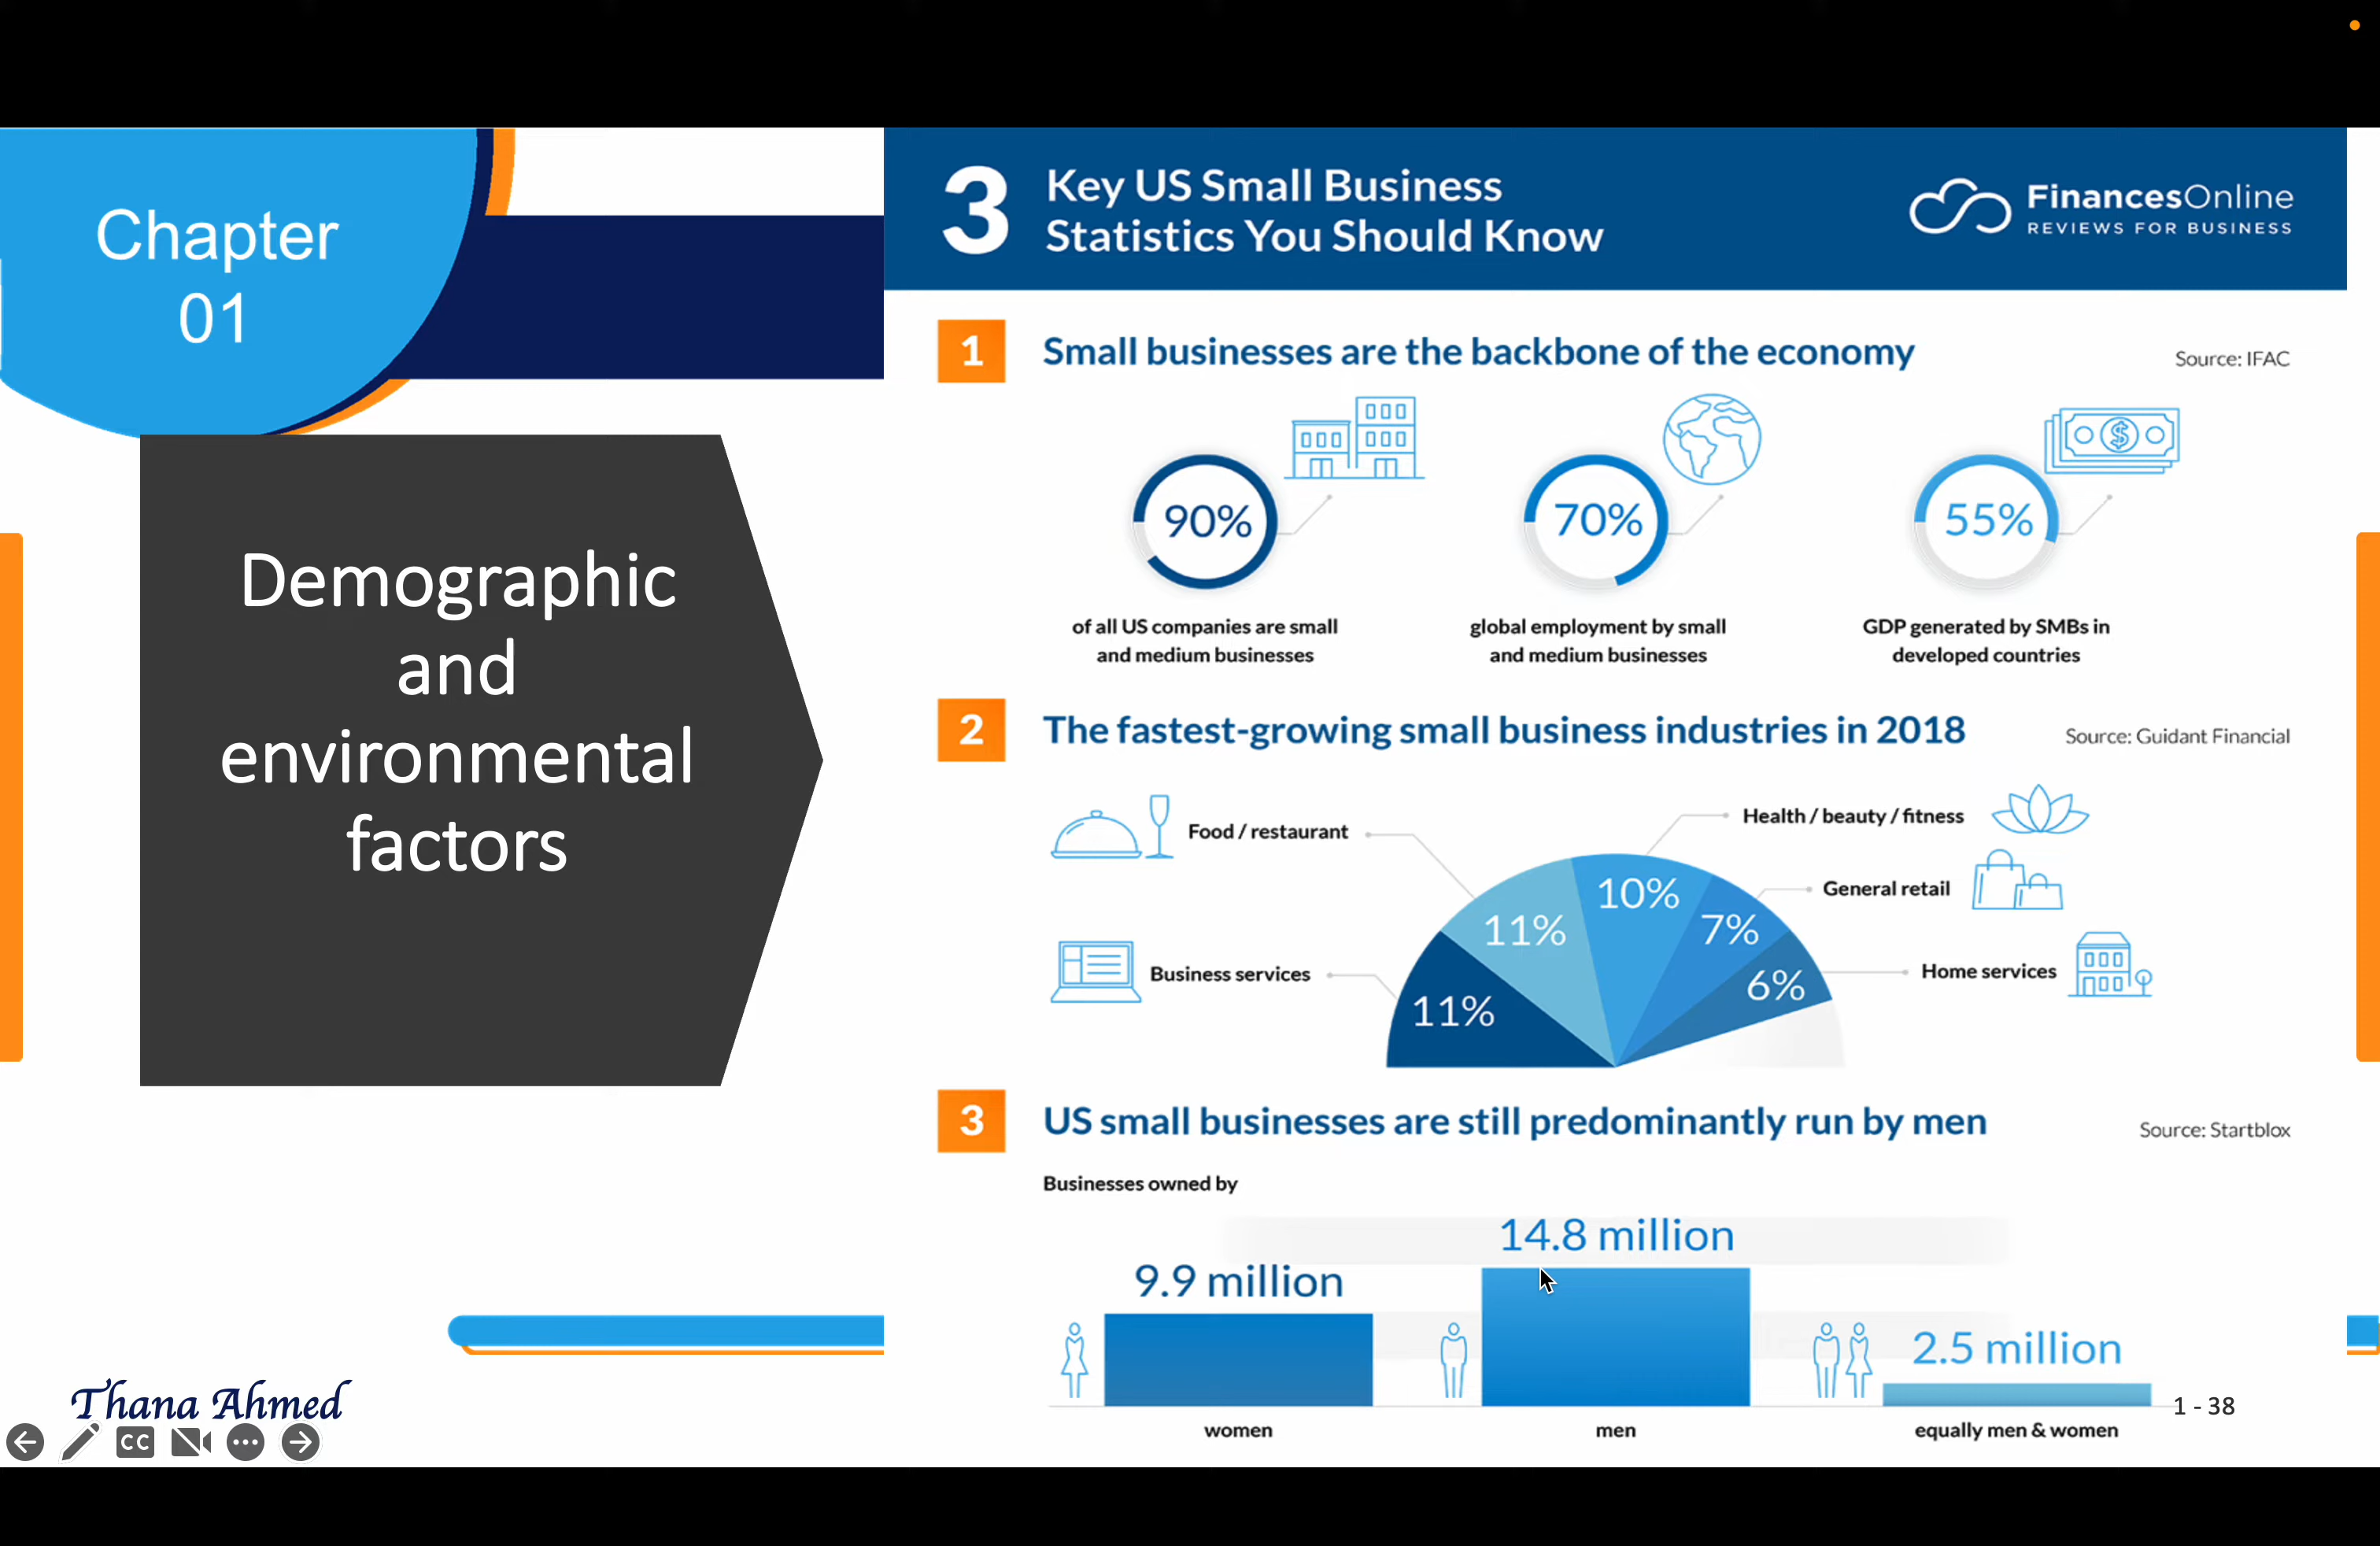 Chapter
01
Demographic
and
environmental
factors
Thana Ahmed
CC
3
Key US Small Business
Statistics You Should Know
FinancesOnline
REVIEWS FOR BUSINESS
1
Small businesses are the backbone of the economy
Source: IFAC
90%
of all US companies are small
and medium businesses
70%
global employment by small
and medium businesses
$
55%
GDP generated by SMBs in
developed countries
2
The fastest-growing small business industries in 2018
Source: Guidant Financial
Food / restaurant
Health / beauty / fitness
General retail
Business services
Home services
11%
11%
10%
7%
6%
3
US small businesses are still predominantly run by men
Source: Startblox
Businesses owned by
9.9 million
14.8 million
2.5 million
women
men
equally men & women
1 - 38